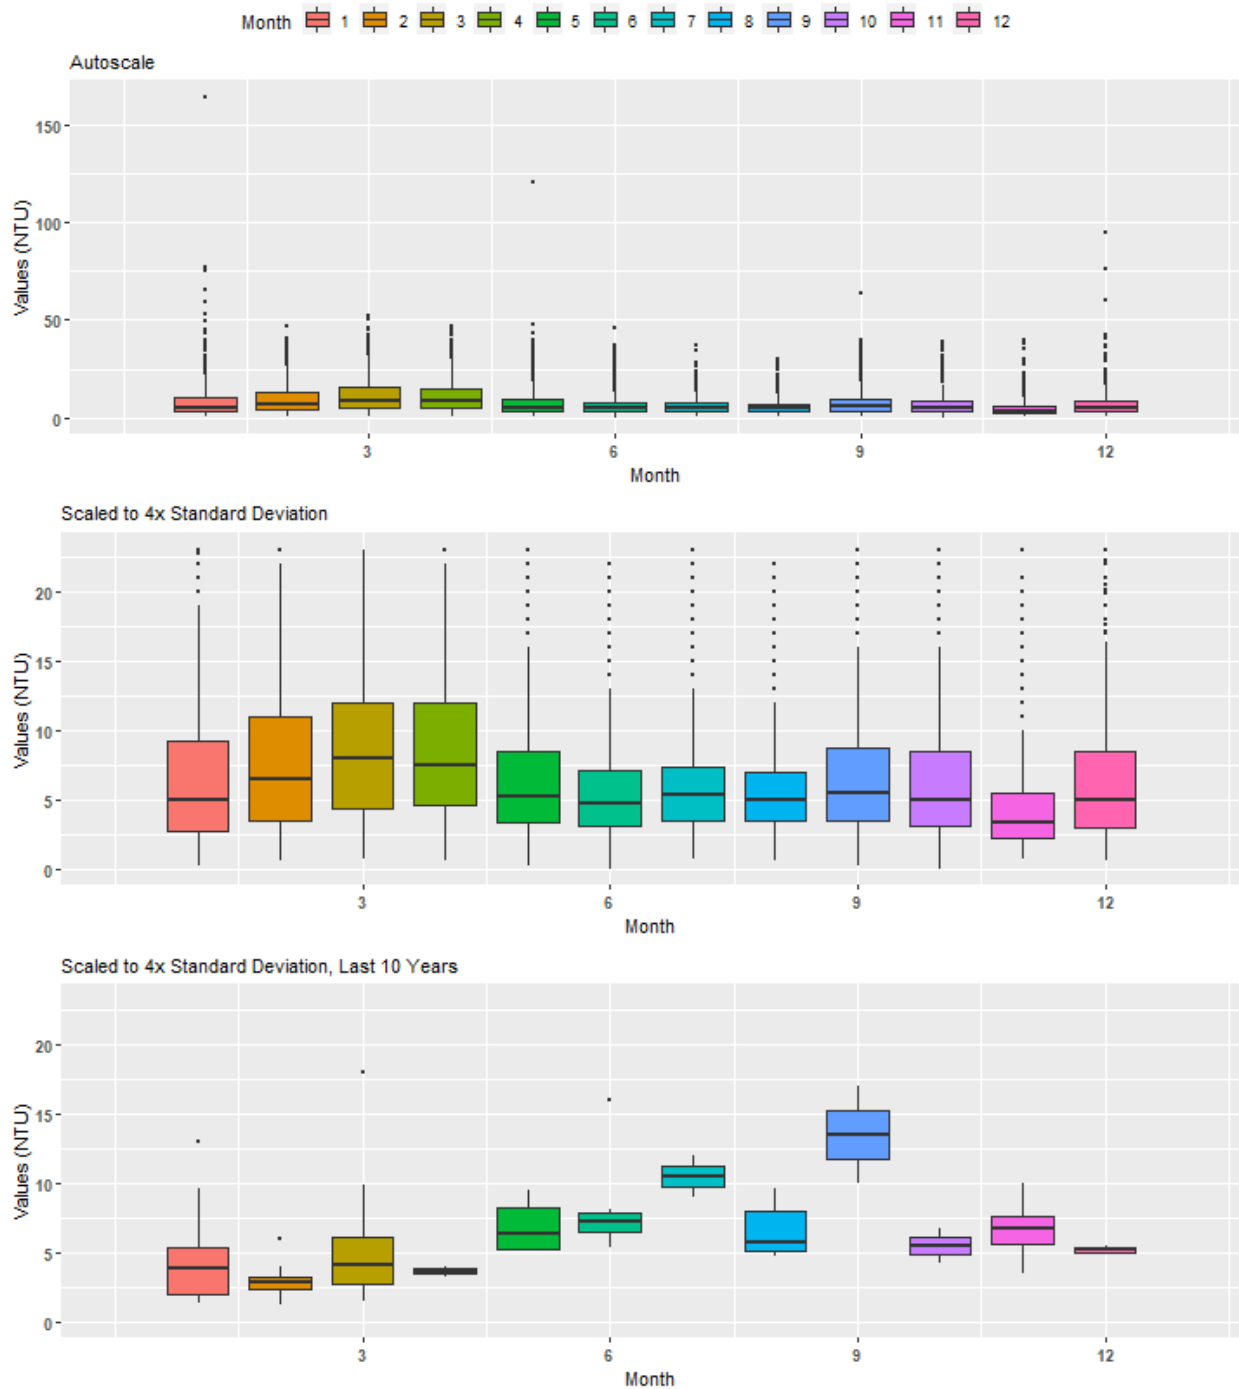 Month 1 2 3 4 5 6 7 8 9 10 11 12
Autoscale
Values (NTU)
150
100
50
0
3 6 9 12
Month
Scaled to 4x Standard Deviation
Values (NTU)
20
15
10
5
0
3 6 9 12
Month
Scaled to 4x Standard Deviation, Last 10 Years
Values (NTU)
20
15
10
5
0
3 6 9 12
Month